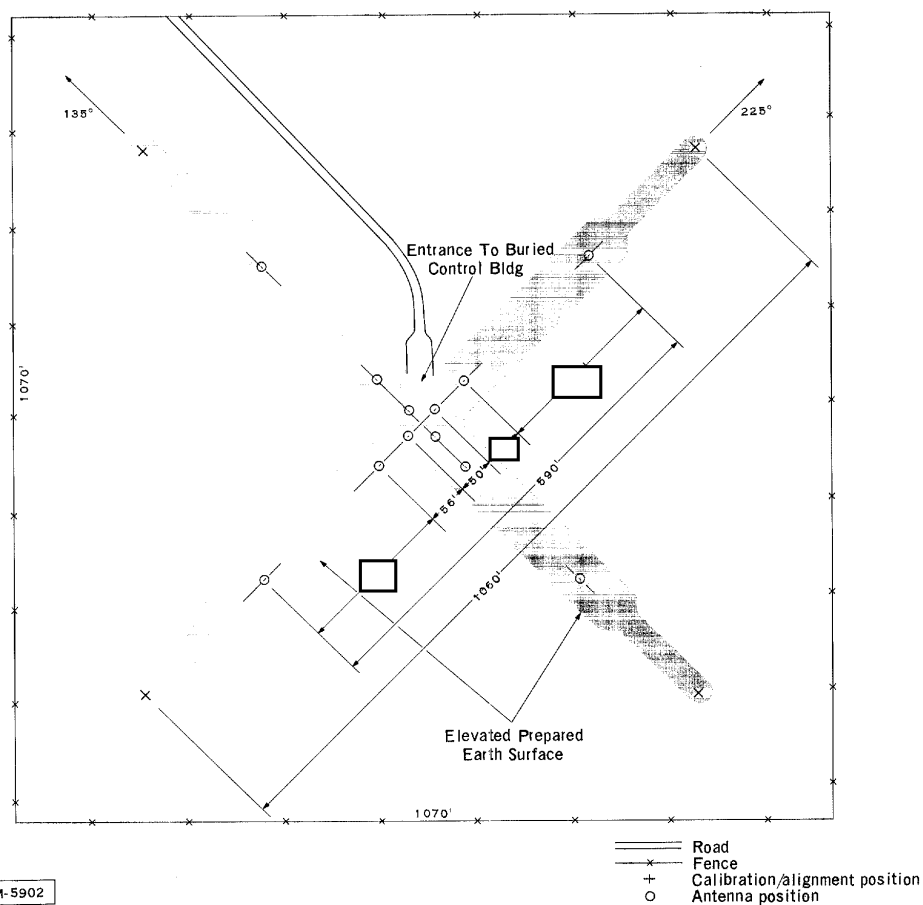 135°
225°
Entrance To Buried
Control Bldg
1070'
50'
56'
590'
1060'
Elevated Prepared
Earth Surface
1070'
Road
Fence
Calibration/alignment position
Antenna position
M-5902